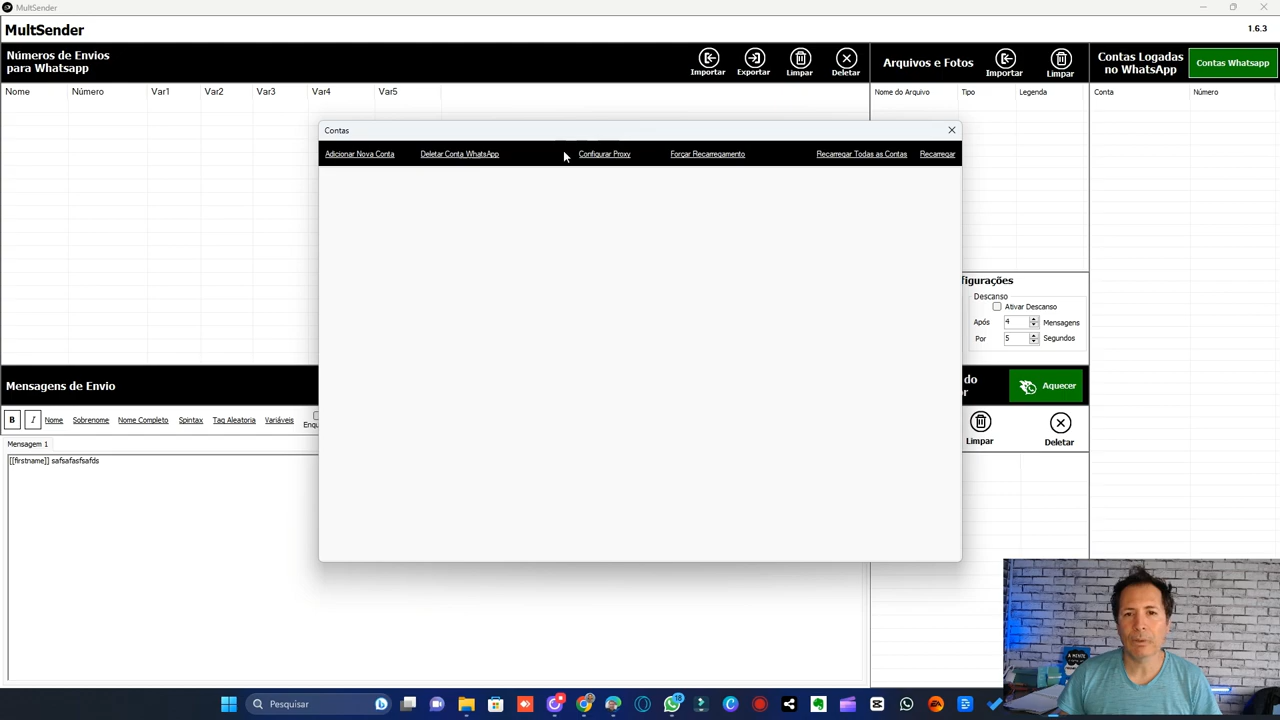 MultSender
MultSender
1.6.3
Números de Envios
para Whatsapp
Importar
Exportar
Limpar
Deletar
Arquivos e Fotos
Importar
Limpar
Contas Logadas
no WhatsApp
Contas Whatsapp
Nome
Número
Var1
Var2
Var3
Var4
Var5
Nome do Arquivo
Tipo
Legenda
Conta
Número
Contas
Adicionar Nova Conta
Deletar Conta WhatsApp
Configurar Proxy
Forçar Recarregamento
Recarregar Todas as Contas
Recarregar
figurações
Descanso
Ativar Descanso
Após
4
Mensagens
Por
5
Segundos
Mensagens de Envio
do
r
Aquecer
B
I
Nome
Sobrenome
Nome Completo
Spintax
Tag Aleatoria
Variáveis
Enqu
Limpar
Deletar
Mensagem 1
[[firstname]] safsafasfsafds
A MENTE
Pesquisar
18